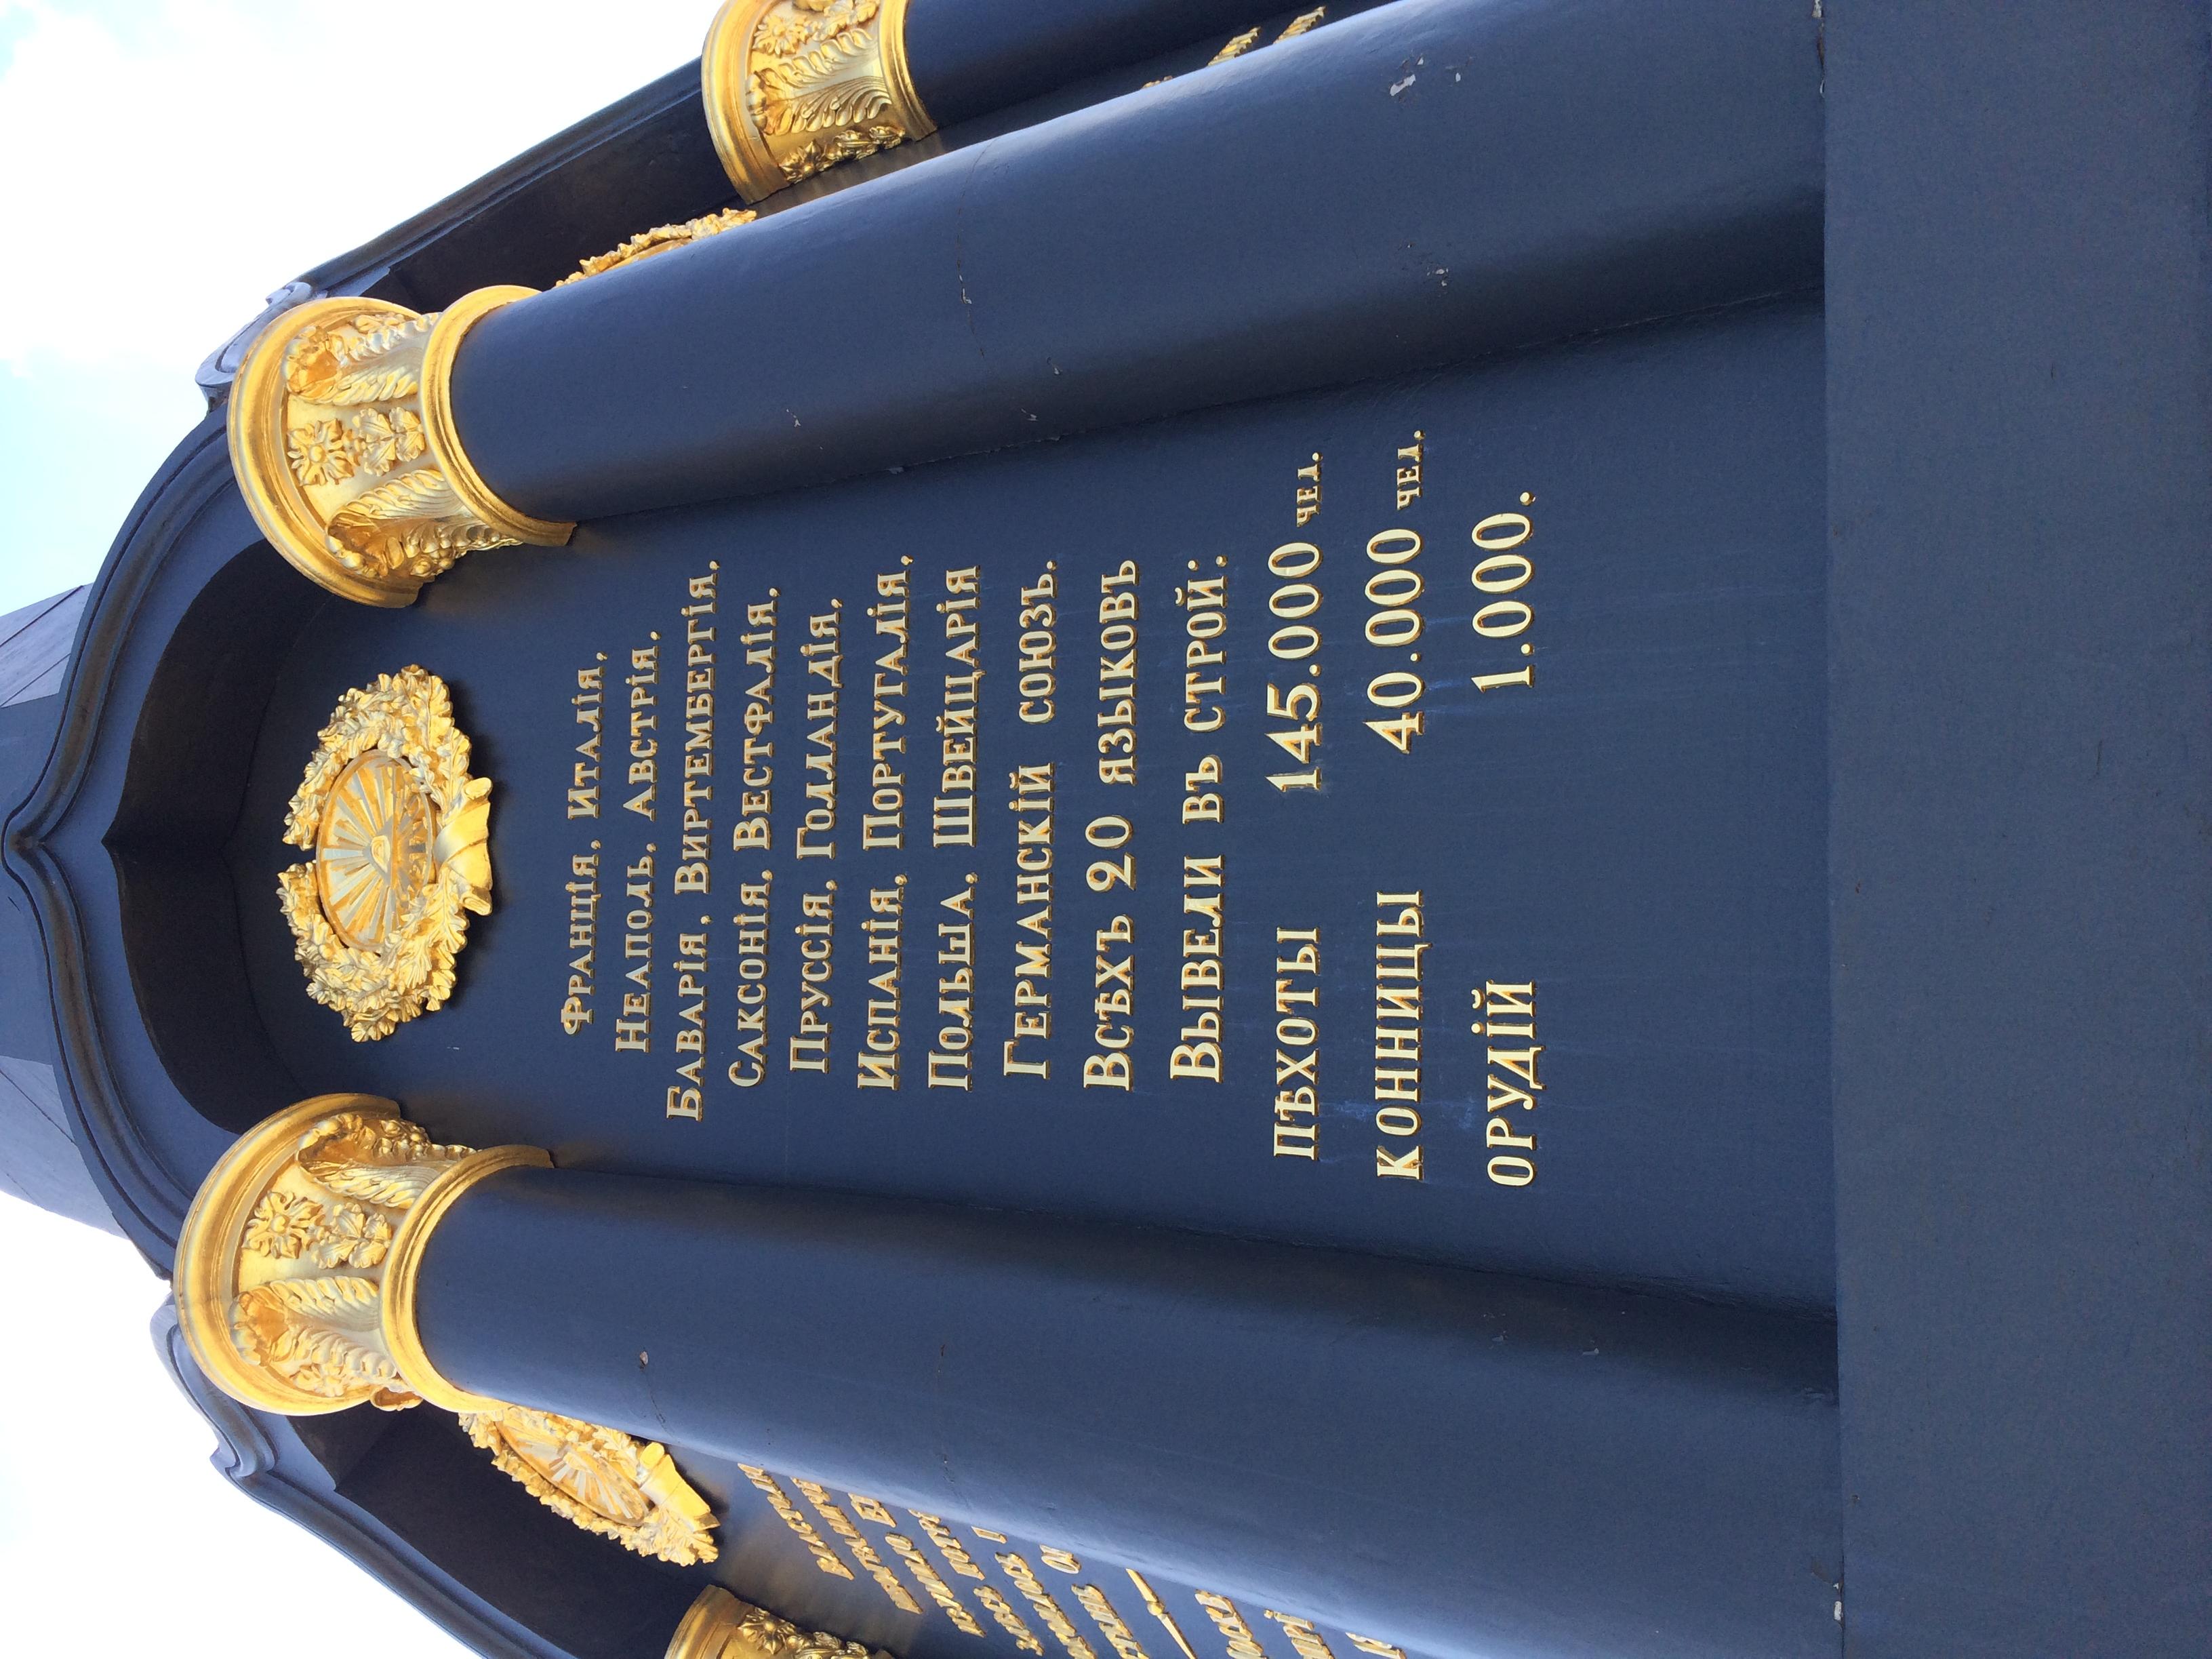 Франція, Италія,
Неаполь, Австрія,
Баварія, Виртембергія,
Саксонія, Вестфалія,
Пруссія, Голландія,
Испанія, Португалія,
Польша, Швейцарія
Германскій союзъ.
Всѣхъ 20 языковъ
Вывели въ строй:
пѣхоты 145.000 чел.
конницы 40.000 чел.
орудій 1.000.